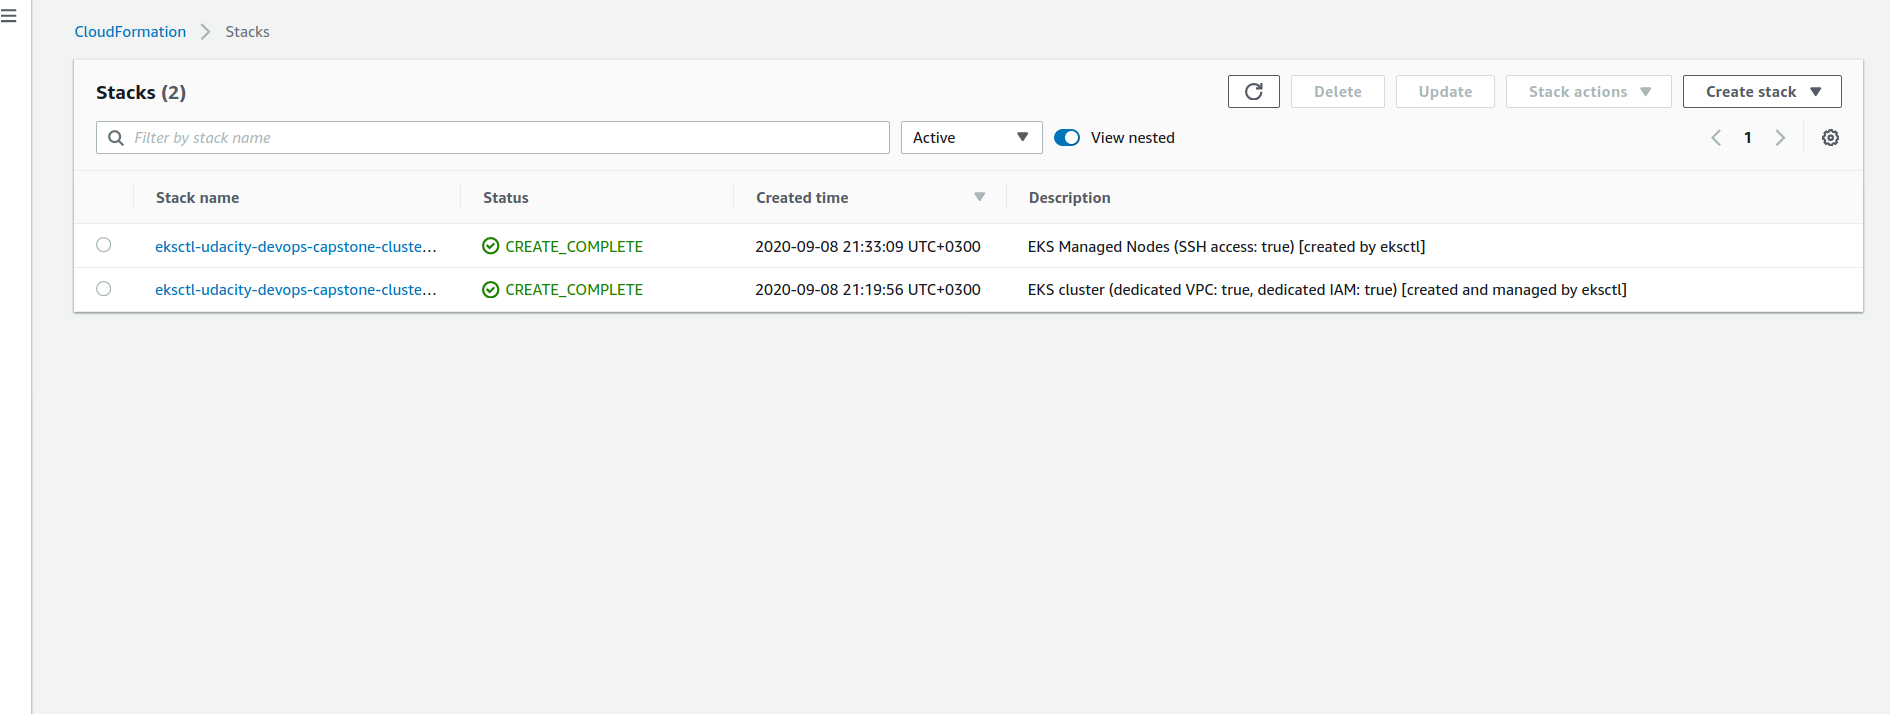 CloudFormation Stacks
Stacks (2) Delete Update Stack actions Create stack
Filter by stack name Active View nested 1
Stack name Status Created time Description
eksctl-udacity-devops-capstone-cluste... CREATE_COMPLETE 2020-09-08 21:33:09 UTC+0300 EKS Managed Nodes (SSH access: true) [created by eksctl]
eksctl-udacity-devops-capstone-cluste... CREATE_COMPLETE 2020-09-08 21:19:56 UTC+0300 EKS cluster (dedicated VPC: true, dedicated IAM: true) [created and managed by eksctl]